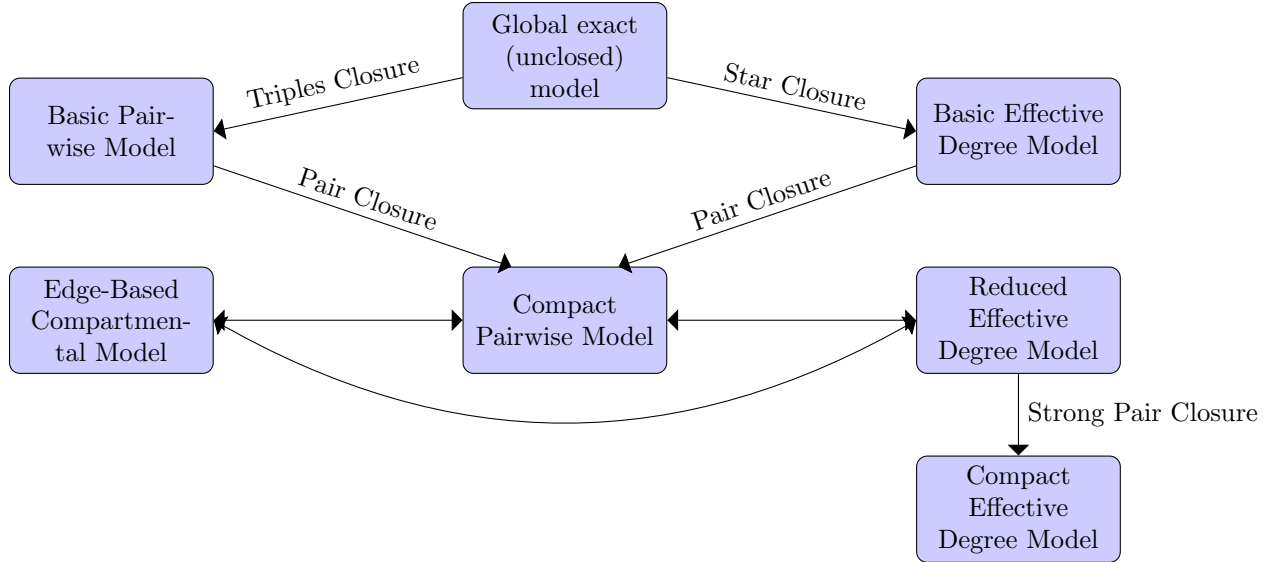 Global exact
(unclosed)
model
Triples Closure
Star Closure
Basic Pair-
wise Model
Basic Effective
Degree Model
Pair Closure
Pair Closure
Edge-Based
Compartmen-
tal Model
Compact
Pairwise Model
Reduced
Effective
Degree Model
Strong Pair Closure
Compact
Effective
Degree Model